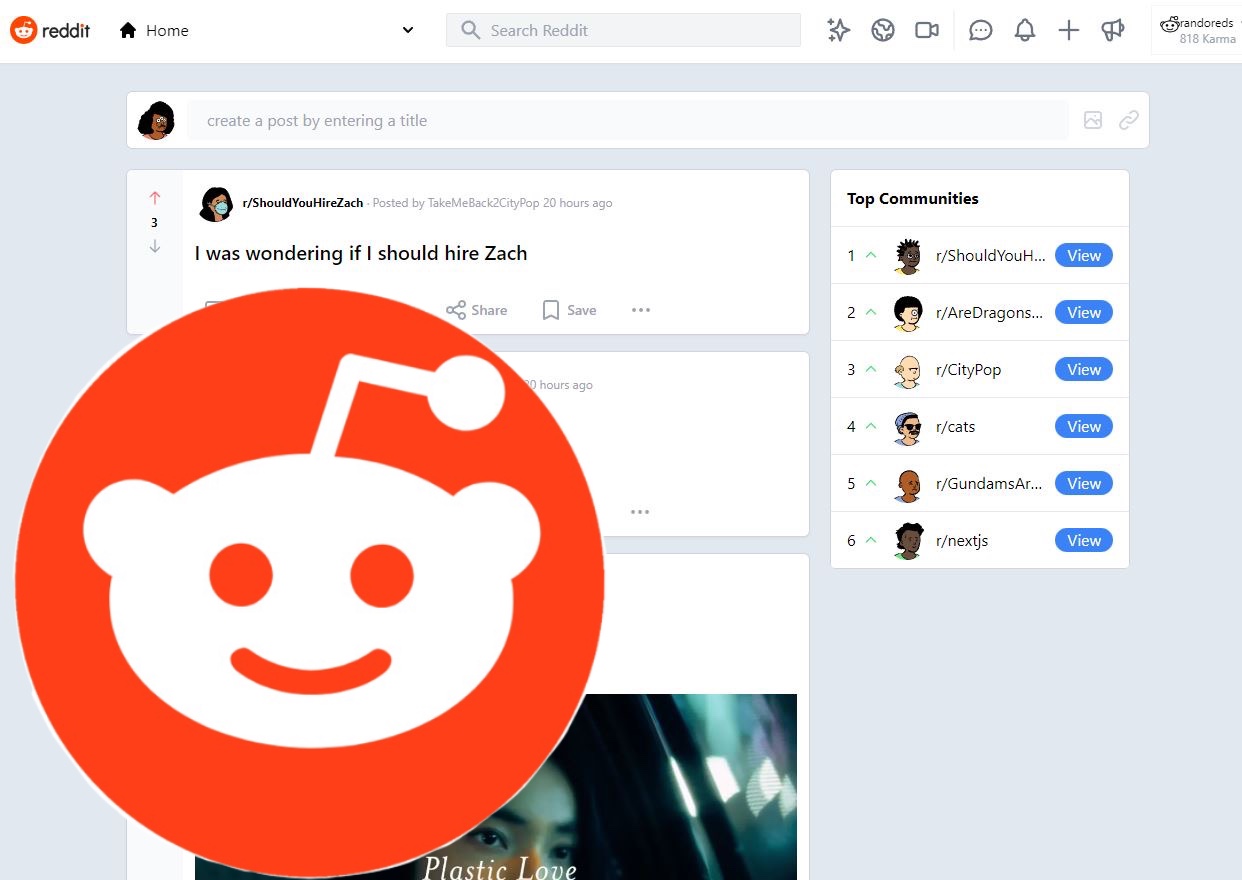 reddit
Home
Search Reddit
randoreds
818 Karma
create a post by entering a title
r/ShouldYouHireZach · Posted by TakeMeBack2CityPop 20 hours ago
3
I was wondering if I should hire Zach
Share
Save
20 hours ago
Plastic Love
Top Communities
1 r/ShouldYouH... View
2 r/AreDragons... View
3 r/CityPop View
4 r/cats View
5 r/GundamsAr... View
6 r/nextjs View